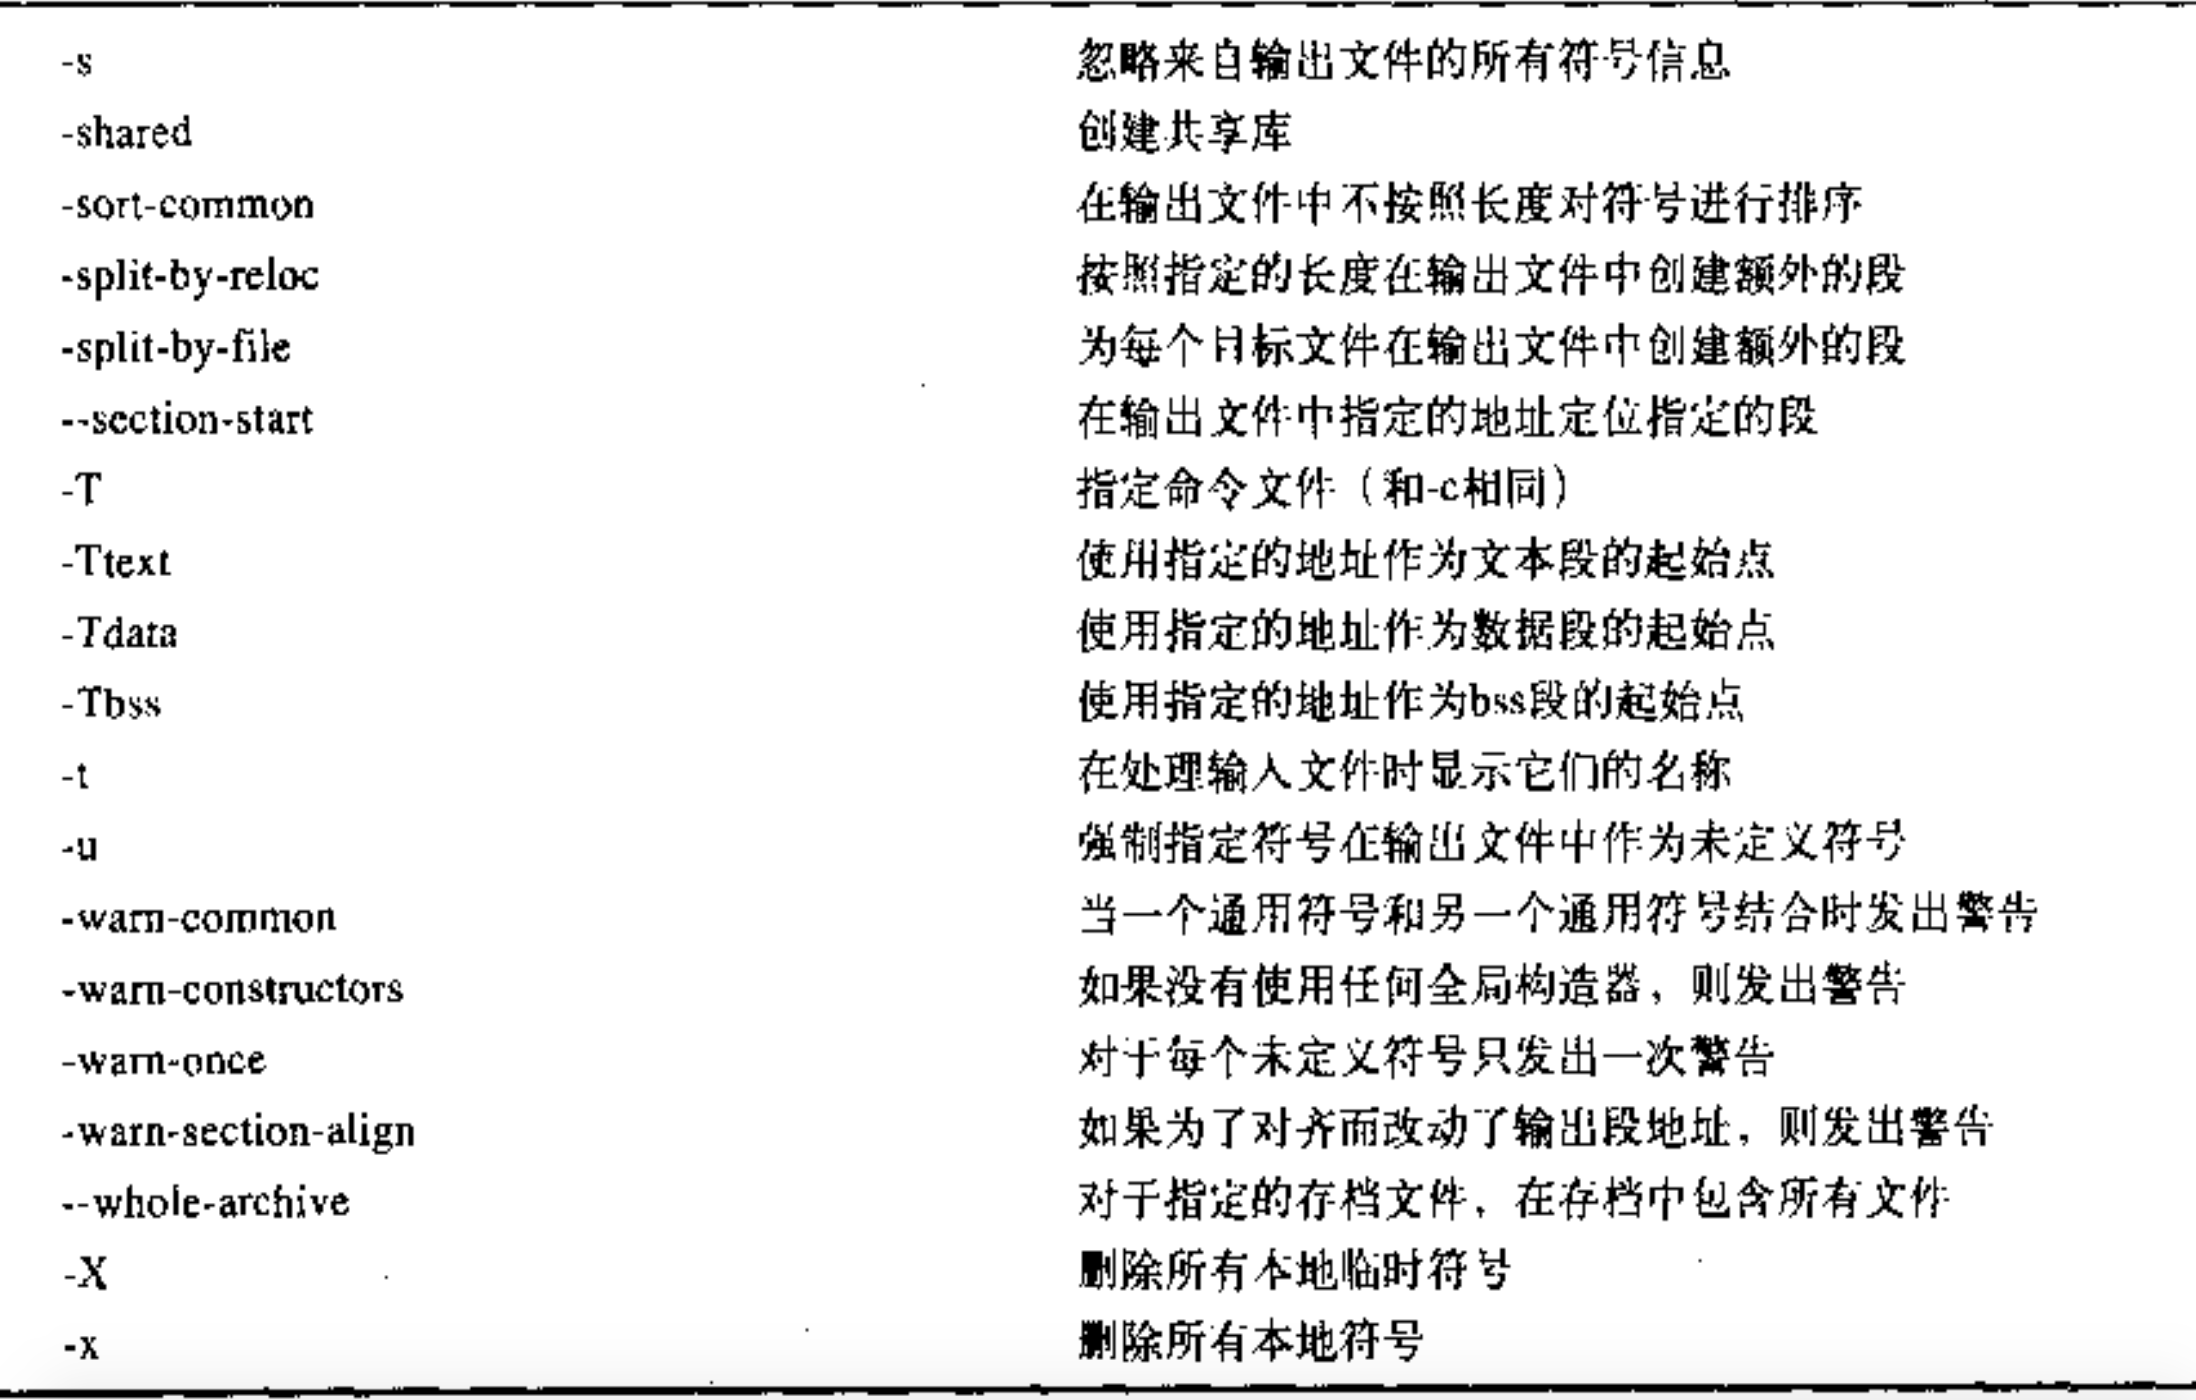 -s 忽略来自输出文件的所有符号信息
-shared 创建共享库
-sort-common 在输出文件中不按照长度对符号进行排序
-split-by-reloc 按照指定的长度在输出文件中创建额外的段
-split-by-file 为每个目标文件在输出文件中创建额外的段
--section-start 在输出文件中指定的地址定位指定的段
-T 指定命令文件（和-c相同）
-Ttext 使用指定的地址作为文本段的起始点
-Tdata 使用指定的地址作为数据段的起始点
-Tbss 使用指定的地址作为bss段的起始点
-t 在处理输入文件时显示它们的名称
-u 强制指定符号在输出文件中作为未定义符号
-warn-common 当一个通用符号和另一个通用符号结合时发出警告
-warn-constructors 如果没有使用任何全局构造器，则发出警告
-warn-once 对于每个未定义符号只发出一次警告
-warn-section-align 如果为了对齐而改动了输出段地址，则发出警告
--whole-archive 对于指定的存档文件，在存档中包含所有文件
-X 删除所有本地临时符号
-x 删除所有本地符号